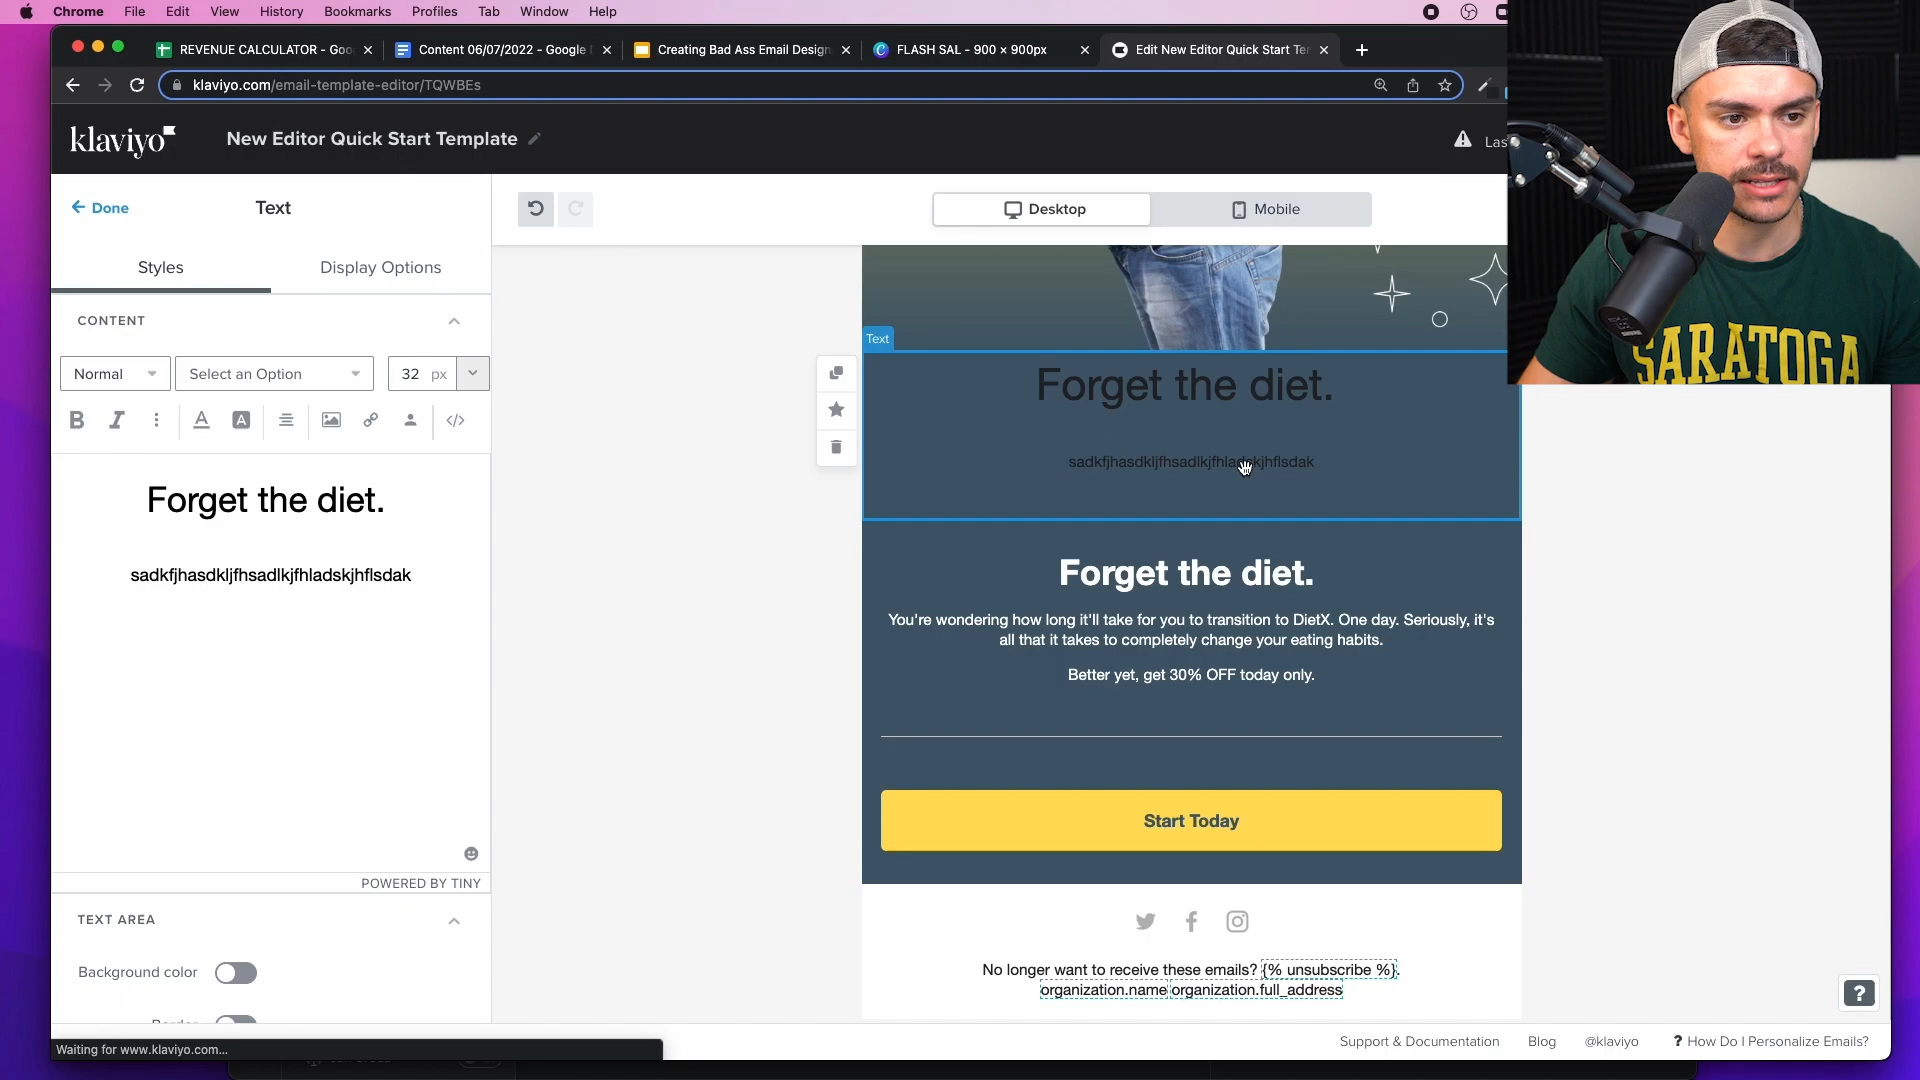 Chrome File Edit View History Bookmarks Profiles Tab Window Help
REVENUE CALCULATOR - Goo
Content 06/07/2022 - Google
Creating Bad Ass Email Design
FLASH SAL - 900 × 900px
Edit New Editor Quick Start Tem
klaviyo.com/email-template-editor/TQWBEs
klaviyo
New Editor Quick Start Template
Las
Done
Text
Desktop
Mobile
Styles
Display Options
CONTENT
Normal
Select an Option
32 px
Text
Forget the diet.
sadkfjhasdkljfhsadlkjfhladskjhflsdak
POWERED BY TINY
TEXT AREA
Background color
Border
Forget the diet.
sadkfjhasdkljfhsadlkjfhladskjhflsdak
Forget the diet.
You're wondering how long it'll take for you to transition to DietX. One day. Seriously, it's
all that it takes to completely change your eating habits.
Better yet, get 30% OFF today only.
Start Today
No longer want to receive these emails? {% unsubscribe %}.
organization.name organization.full_address
SARATOGA
?
Support & Documentation
Blog
@klaviyo
? How Do I Personalize Emails?
Waiting for www.klaviyo.com...